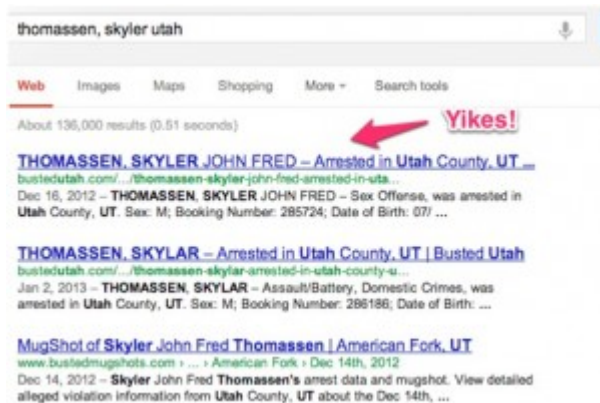 thomassen, skyler utah
Web Images Maps Shopping More Search tools
About 136,000 results (0.51 seconds)
Yikes!
THOMASSEN, SKYLER JOHN FRED – Arrested in Utah County, UT ...
bustedutah.com/.../thomassen-skyler-john-fred-arrested-in-uta...
Dec 16, 2012 – THOMASSEN, SKYLER JOHN FRED – Sex Offense, was arrested in
Utah County, UT. Sex: M; Booking Number: 285724; Date of Birth: 07/ ...
THOMASSEN, SKYLAR – Arrested in Utah County, UT | Busted Utah
bustedutah.com/.../thomassen-skylar-arrested-in-utah-county-u...
Jan 2, 2013 – THOMASSEN, SKYLAR – Assault/Battery, Domestic Crimes, was
arrested in Utah County, UT. Sex: M; Booking Number: 286186; Date of Birth: ...
MugShot of Skyler John Fred Thomassen | American Fork, UT
www.bustedmugshots.com › ... › American Fork › Dec 14th, 2012
Dec 14, 2012 – Skyler John Fred Thomassen's arrest data and mugshot. View detailed
alleged violation information from Utah County, UT about the Dec 14th, ...